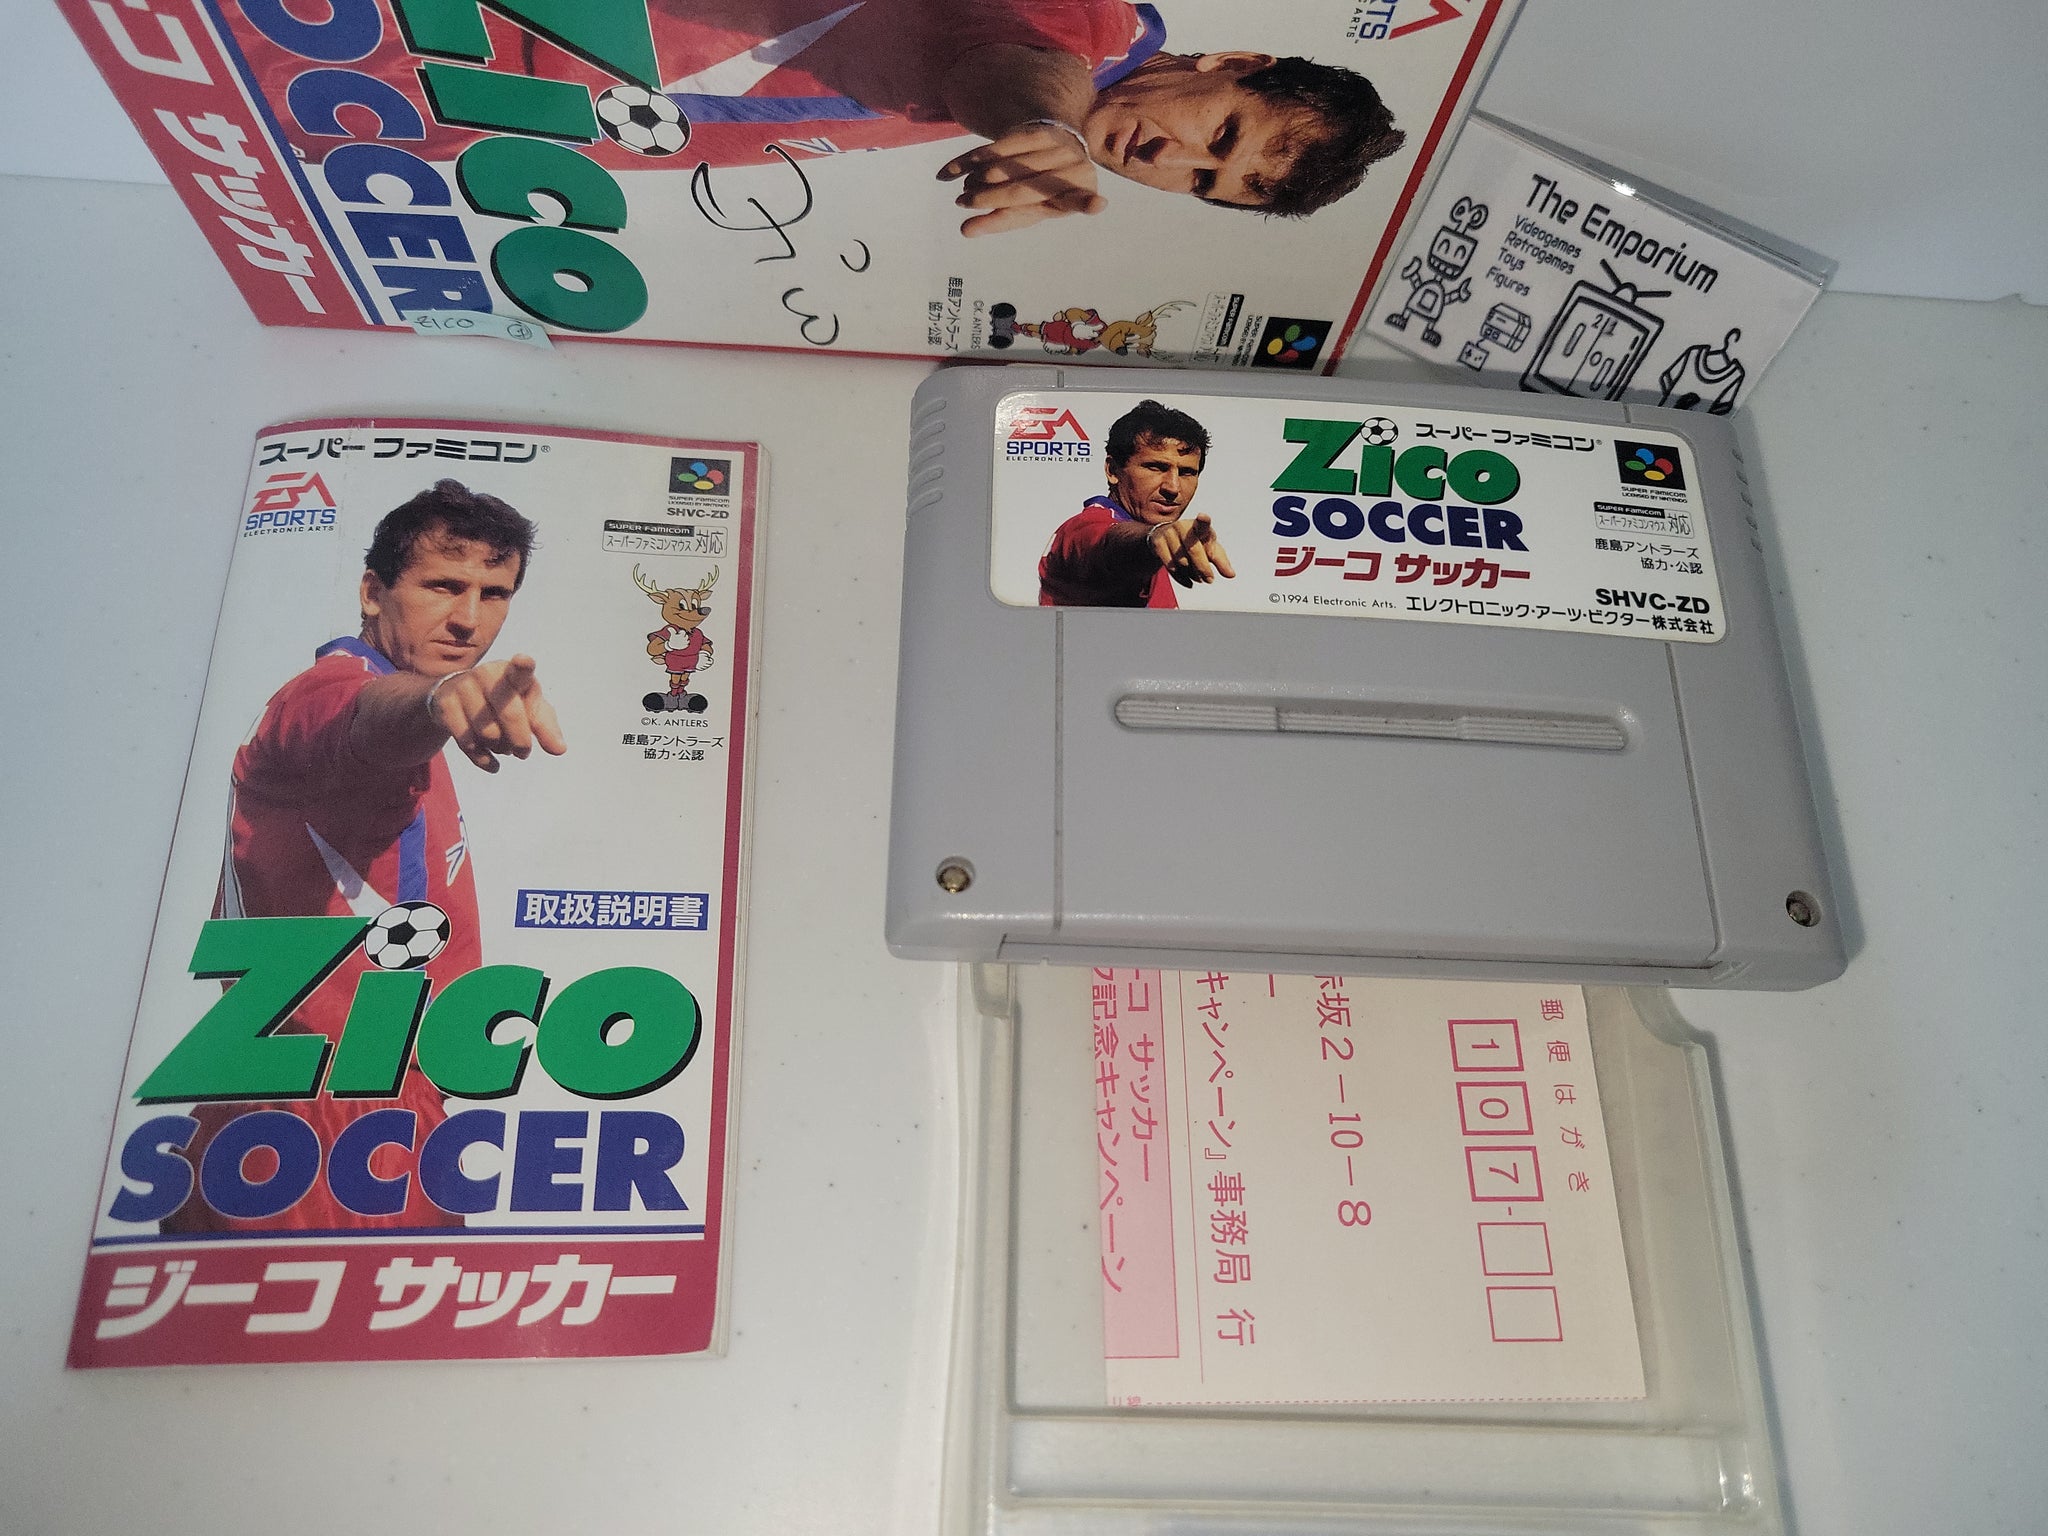 Zico
SOCCER
コ サッカー
ZICO
鹿島アントラーズ
協力・公認
©K. ANTLERS
The Emporium
Videogames
Retrogames
Toys
Figures
スーパーファミコン®
EA
SPORTS
ELECTRONIC ARTS
SUPER FAMICOM
LICENSED BY NINTENDO
SHVC-ZD
SUPER FAMICOM
スーパーファミコンマウス 対応
©K. ANTLERS
鹿島アントラーズ
協力・公認
取扱説明書
Zico
SOCCER
ジーコ サッカー
EA
SPORTS
ELECTRONIC ARTS
Zico
SOCCER
ジーコ サッカー
スーパーファミコン®
SUPER FAMICOM
LICENSED BY NINTENDO
SUPER FAMICOM
スーパーファミコンマウス 対応
鹿島アントラーズ
協力・公認
SHVC-ZD
©1994 Electronic Arts. エレクトロニック・アーツ・ビクター株式会社
郵便はがき
107-
坂2-10-8
キャンペーン』事務局 行
ーコ サッカー
記念キャンペーン